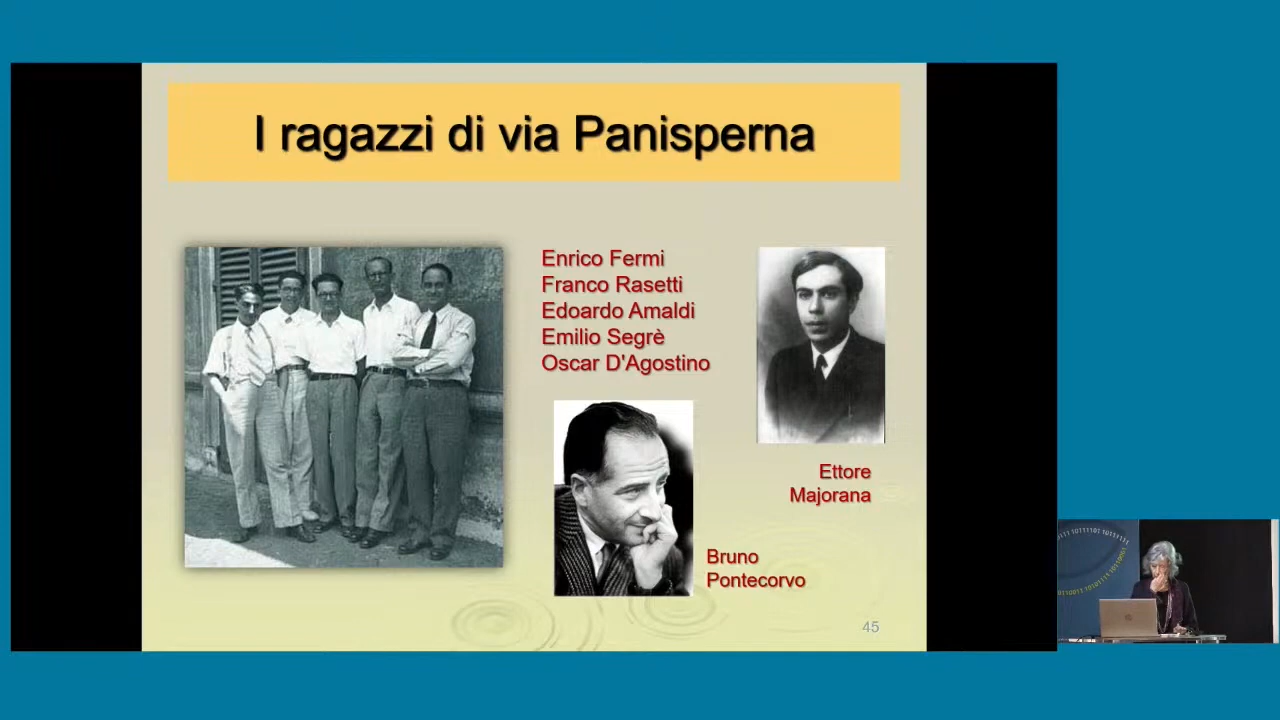 I ragazzi di via Panisperna
Enrico Fermi
Franco Rasetti
Edoardo Amaldi
Emilio Segrè
Oscar D'Agostino
Ettore
Majorana
Bruno
Pontecorvo
45